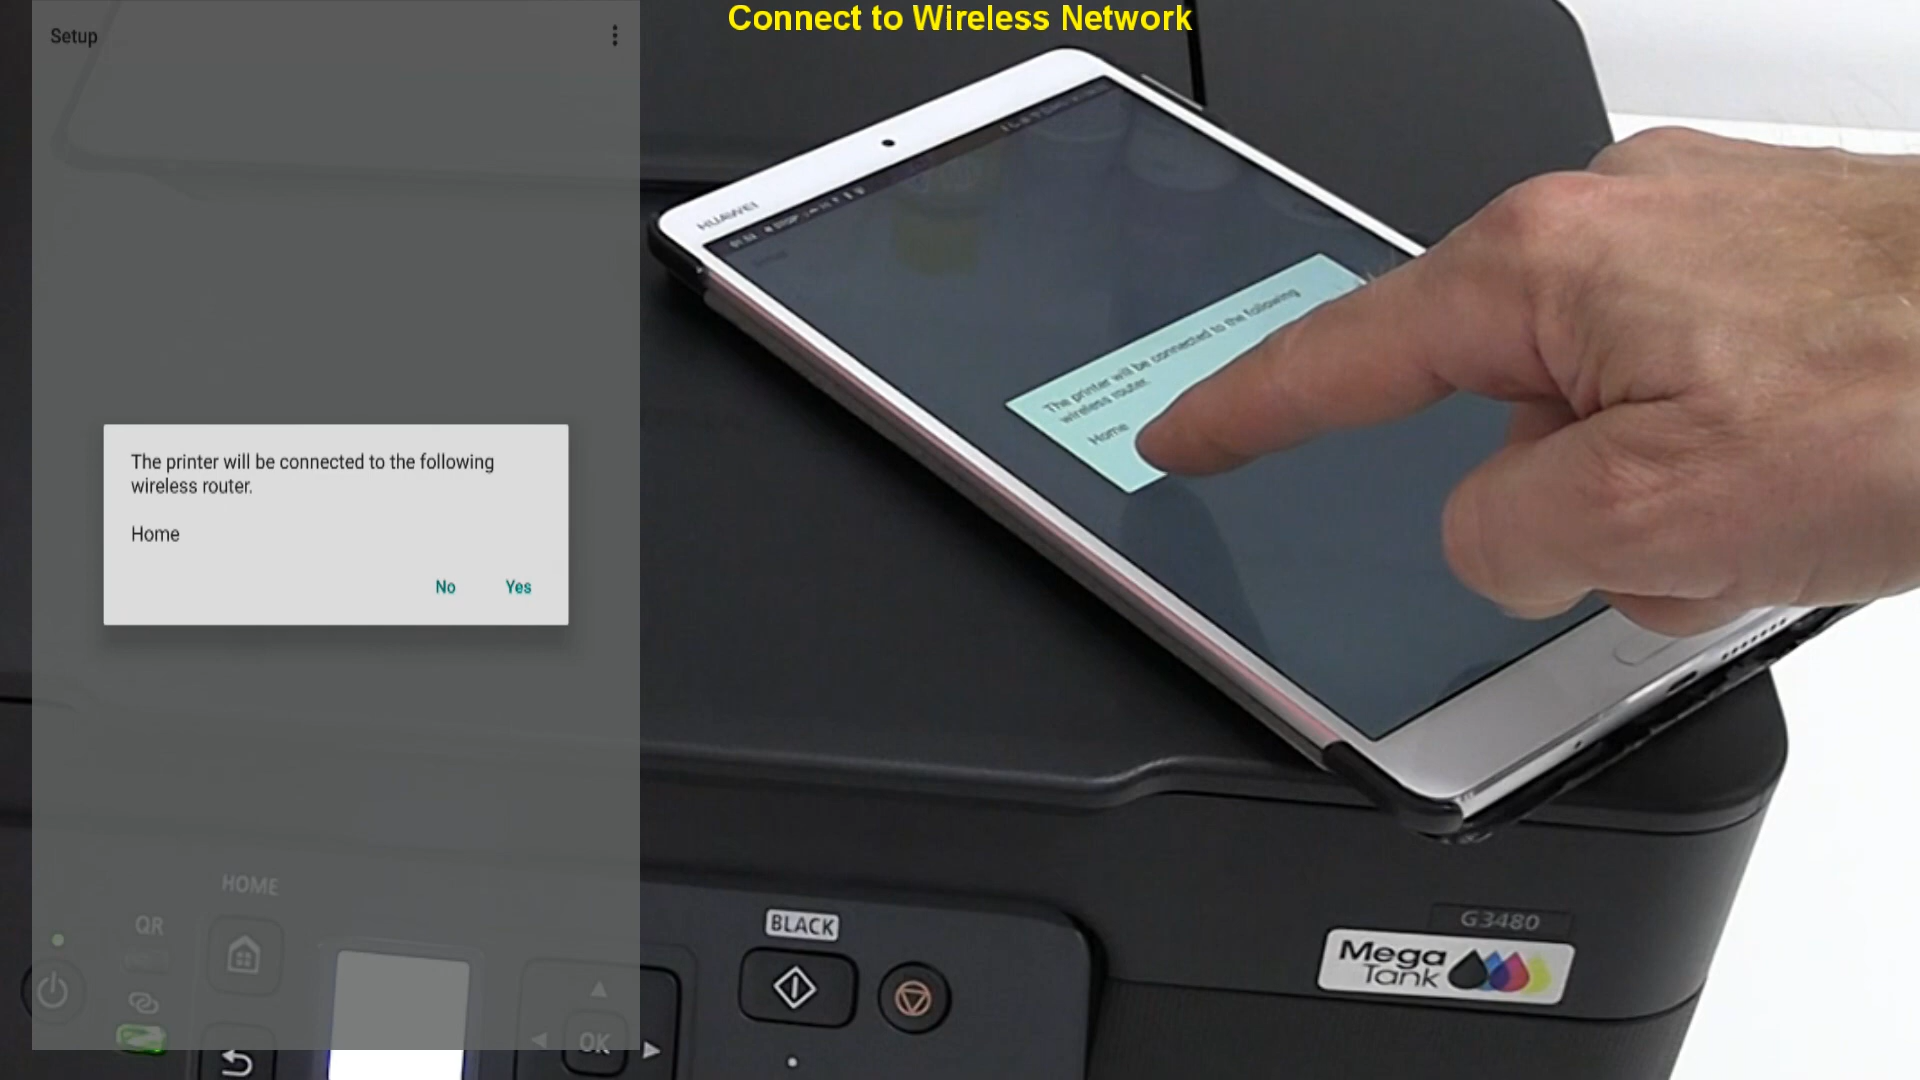 Connect to Wireless Network
Setup
The printer will be connected to the following
wireless router.
Home
No
Yes
HUAWEI
The printer will be connected to the following
wireless router.
Home
HOME
QR
BLACK
OK
G3480
Mega
Tank